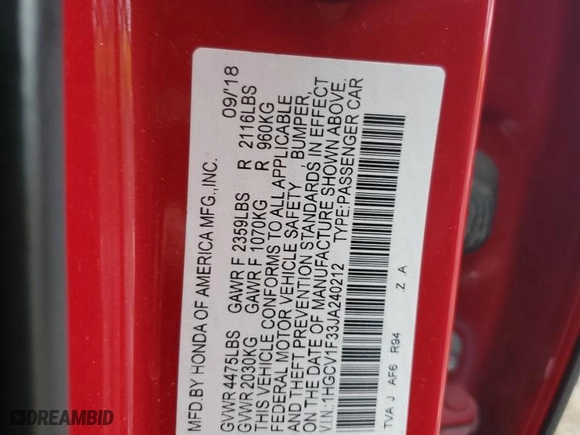 MFD.BY HONDA OF AMERICA MFG.,INC. 09/'18
GVWR 4475LBS GAWR F 2359LBS R 2116LBS
GVWR 2030KG GAWR F 1070KG R 960KG
THIS VEHICLE CONFORMS TO ALL APPLICABLE
FEDERAL MOTOR VEHICLE SAFETY , BUMPER,
AND THEFT PREVENTION STANDARDS IN EFFECT
ON THE DATE OF MANUFACTURE SHOWN ABOVE.
V.I.N.:1HGCV1F33JA240212 TYPE:PASSENGER CAR
TVA J AF6 R94 Z .A
DREAMBID